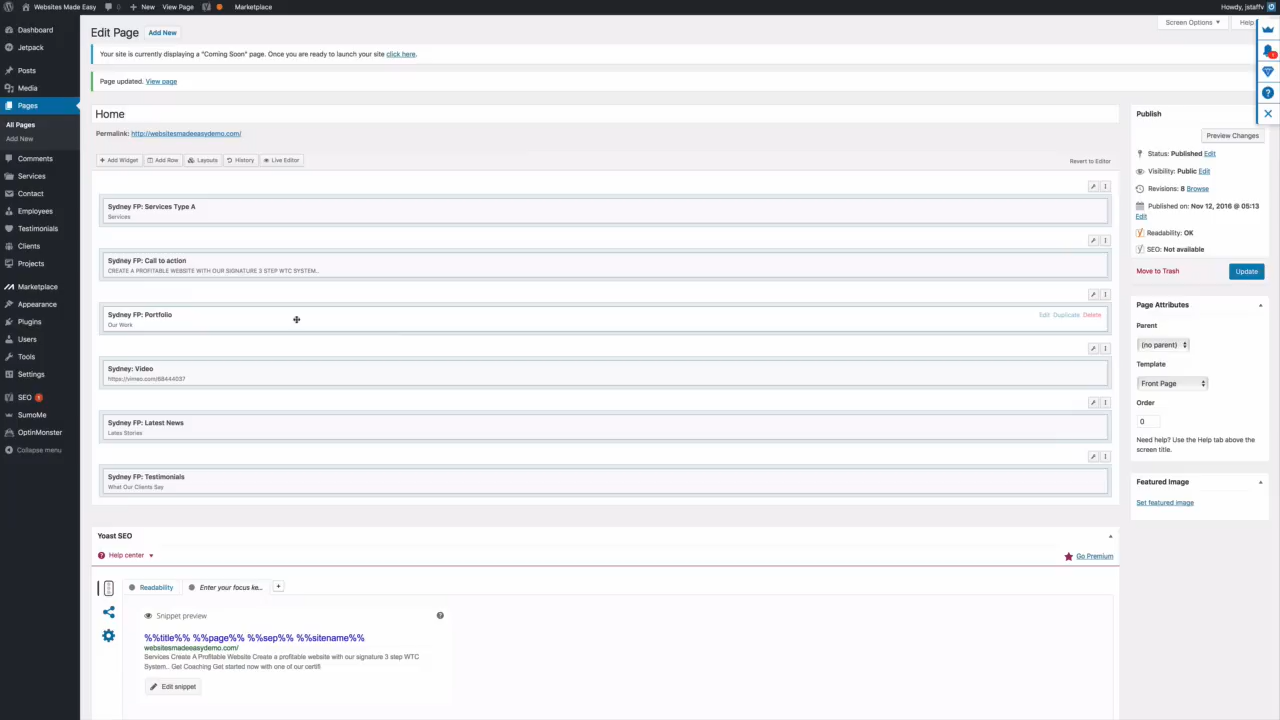 Websites Made Easy
0
New
View Page
Marketplace
Howdy, jstaffv
Dashboard
Jetpack
Posts
Media
Pages
All Pages
Add New
Comments
Services
Contact
Employees
Testimonials
Clients
Projects
Marketplace
Appearance
Plugins
Users
Tools
Settings
SEO
SumoMe
OptinMonster
Collapse menu
Edit Page
Add New
Screen Options
Help
Your site is currently displaying a "Coming Soon" page. Once you are ready to launch your site click here.
Page updated. View page
Home
Permalink: http://websitesmadeeasydemo.com/
Add Widget
Add Row
Layouts
History
Live Editor
Revert to Editor
Sydney FP: Services Type A
Services
Sydney FP: Call to action
CREATE A PROFITABLE WEBSITE WITH OUR SIGNATURE 3 STEP WTC SYSTEM..
Sydney FP: Portfolio
Edit Duplicate Delete
Our Work
Sydney: Video
https://vimeo.com/68444037
Sydney FP: Latest News
Lates Stories
Sydney FP: Testimonials
What Our Clients Say
Yoast SEO
Help center
Go Premium
Readability
Enter your focus ke...
+
Snippet preview
%%title%% %%page%% %%sep%% %%sitename%%
websitesmadeeasydemo.com/
Services Create A Profitable Website Create a profitable website with our signature 3 step WTC
System.. Get Coaching Get started now with one of our certifi
Edit snippet
Publish
Preview Changes
Status: Published Edit
Visibility: Public Edit
Revisions: 8 Browse
Published on: Nov 12, 2016 @ 05:13
Edit
Readability: OK
SEO: Not available
Move to Trash
Update
Page Attributes
Parent
(no parent)
Template
Front Page
Order
0
Need help? Use the Help tab above the
screen title.
Featured Image
Set featured image